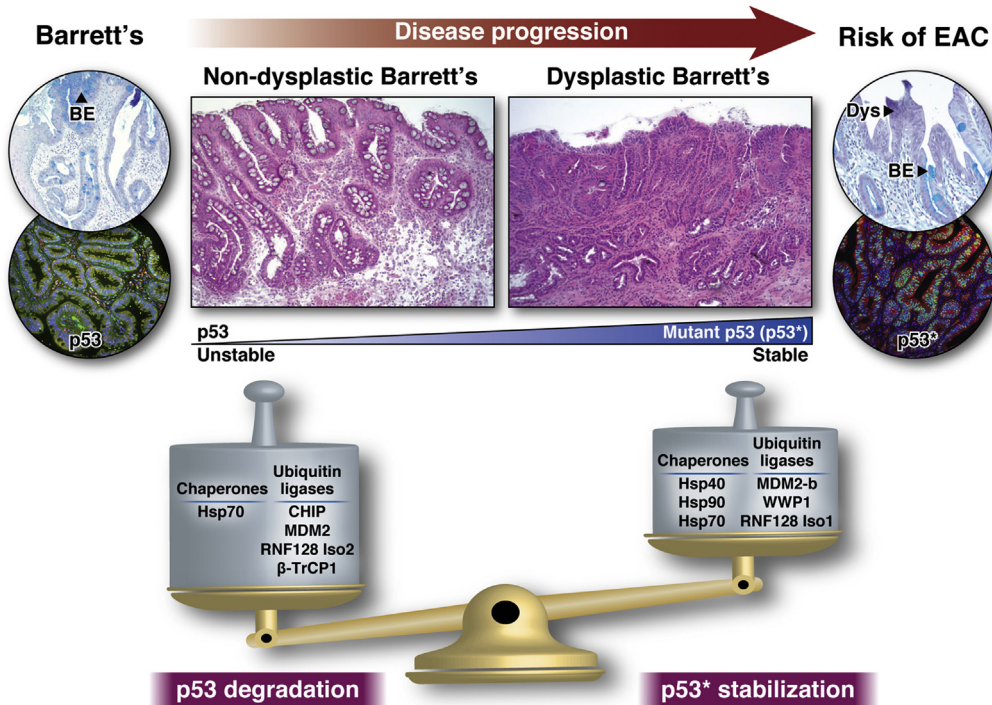 Barrett's
Disease progression
Risk of EAC
Non-dysplastic Barrett's
Dysplastic Barrett's
BE
Dys
BE
p53
p53*
p53
Mutant p53 (p53*)
Unstable
Stable
Chaperones
Hsp70
Ubiquitin
ligases
CHIP
MDM2
RNF128 Iso2
β-TrCP1
Chaperones
Hsp40
Hsp90
Hsp70
Ubiquitin
ligases
MDM2-b
WWP1
RNF128 Iso1
p53 degradation
p53* stabilization